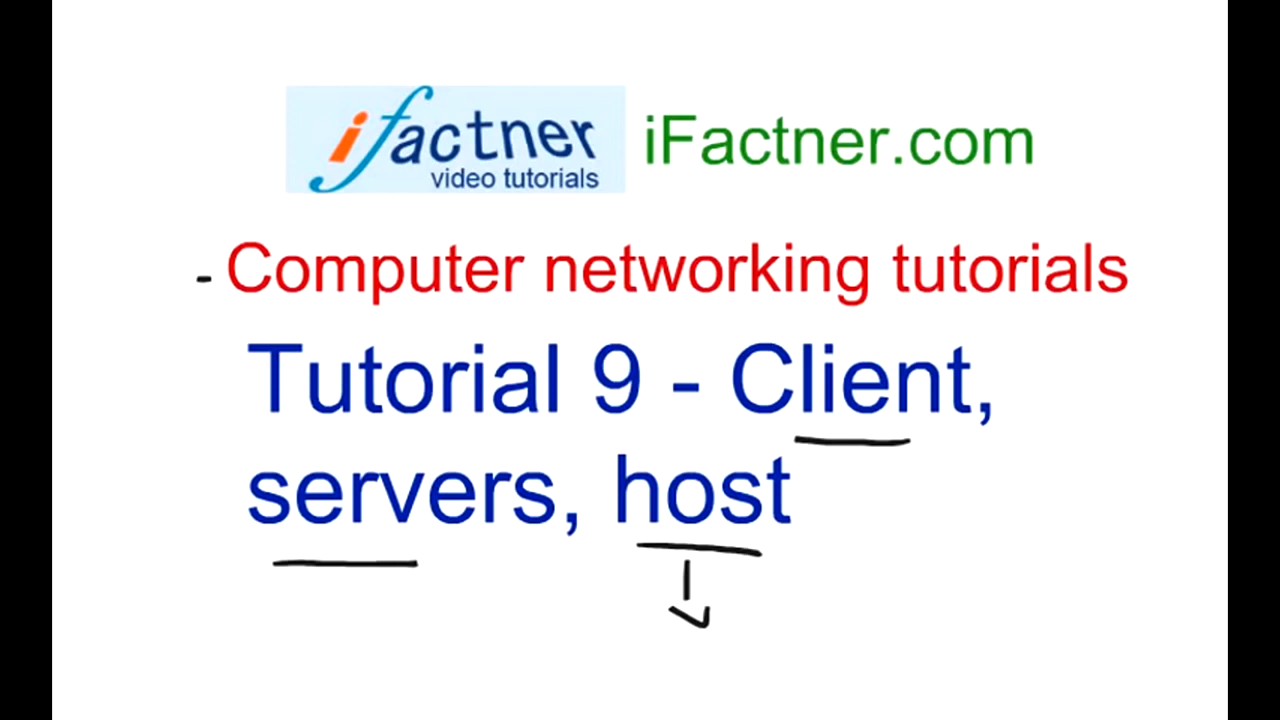 ifactner iFactner.com
video tutorials
- Computer networking tutorials
Tutorial 9 - Client,
servers, host